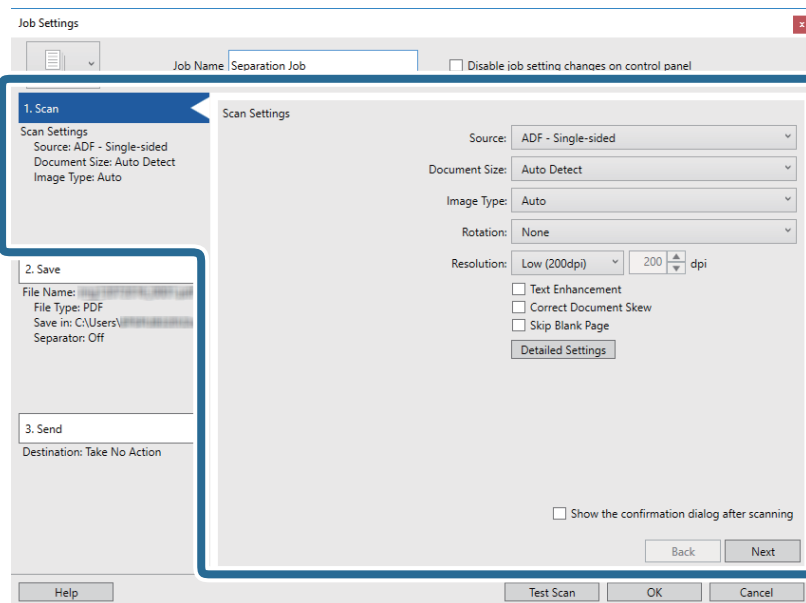 Job Settings
x
Job Name Separation Job
Disable job setting changes on control panel
1. Scan
Scan Settings
Source: ADF - Single-sided
Document Size: Auto Detect
Image Type: Auto
2. Save
File Name:
File Type: PDF
Save in: C:\Users\
Separator: Off
3. Send
Destination: Take No Action
Scan Settings
Source: ADF - Single-sided
Document Size: Auto Detect
Image Type: Auto
Rotation: None
Resolution: Low (200dpi) 200 dpi
Text Enhancement
Correct Document Skew
Skip Blank Page
Detailed Settings
Show the confirmation dialog after scanning
Back Next
Help Test Scan OK Cancel